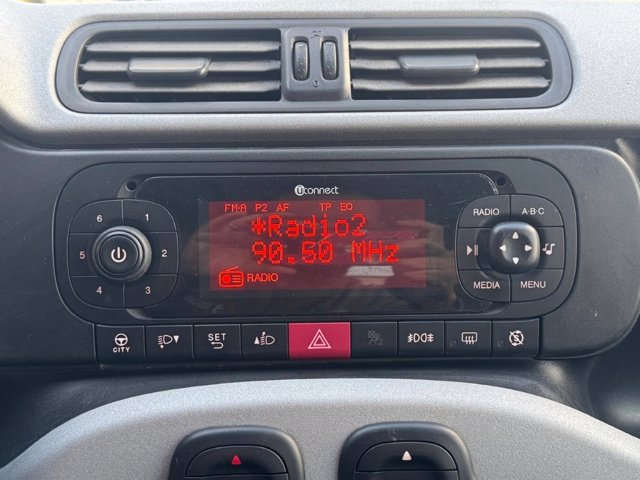 uconnect
FM-A P2 AF TP EQ
*Radio2
90.50 MHz
RADIO
6 1
5 2
4 3
RADIO A·B·C
MEDIA MENU
CITY
SET